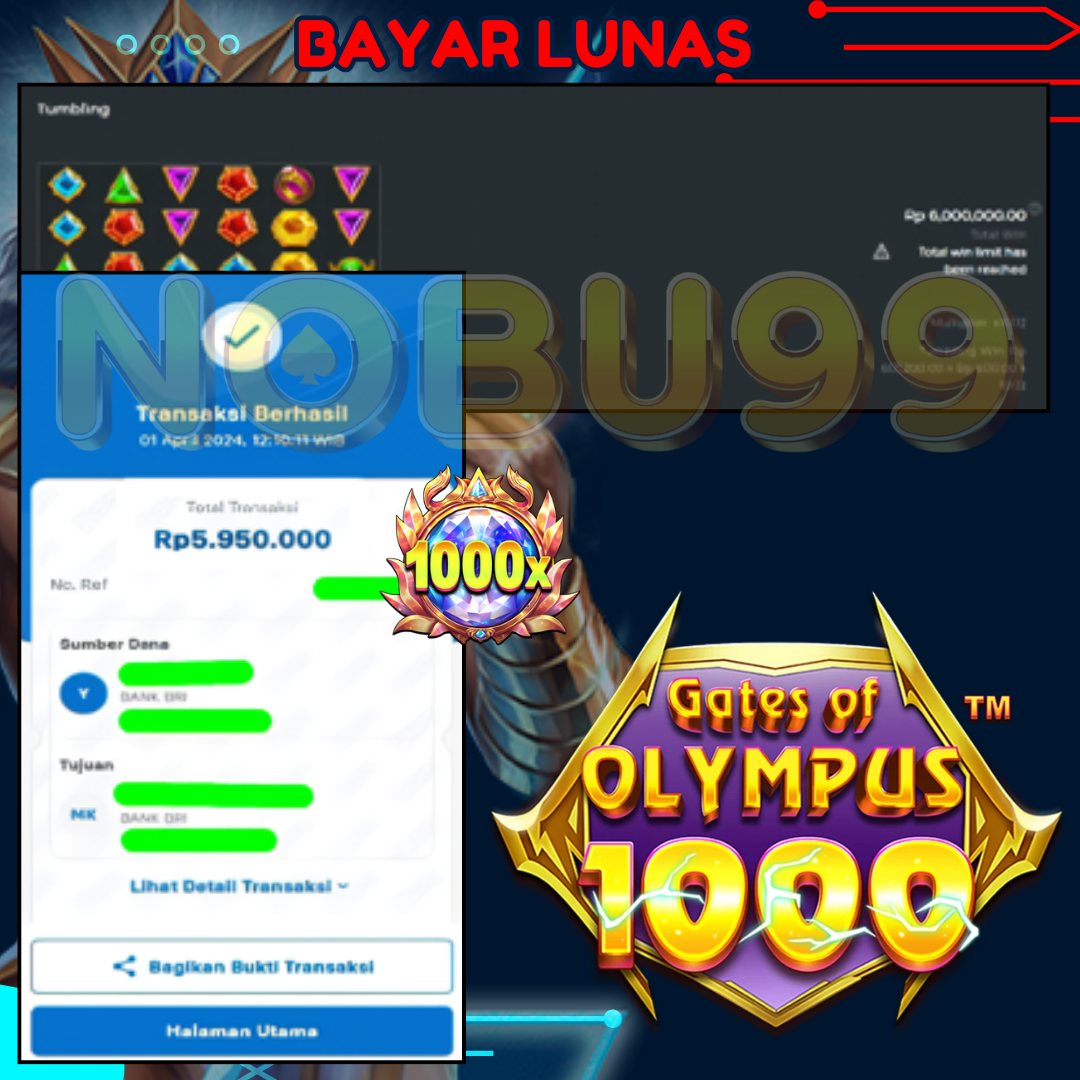 BAYAR LUNAS
Tumbling
Rp 6,000,000.00
Total Win
Total win limit has
been reached
NOBU99
Transaksi Berhasil
01 April 2024, 12:10:11 WIB
Total Transaksi
Rp5.950.000
No. Ref
1000x
Sumber Dana
Y
BANK BRI
Tujuan
MK
BANK BRI
Lihat Detail Transaksi
Bagikan Bukti Transaksi
Halaman Utama
Gates of
OLYMPUS
TM
1000